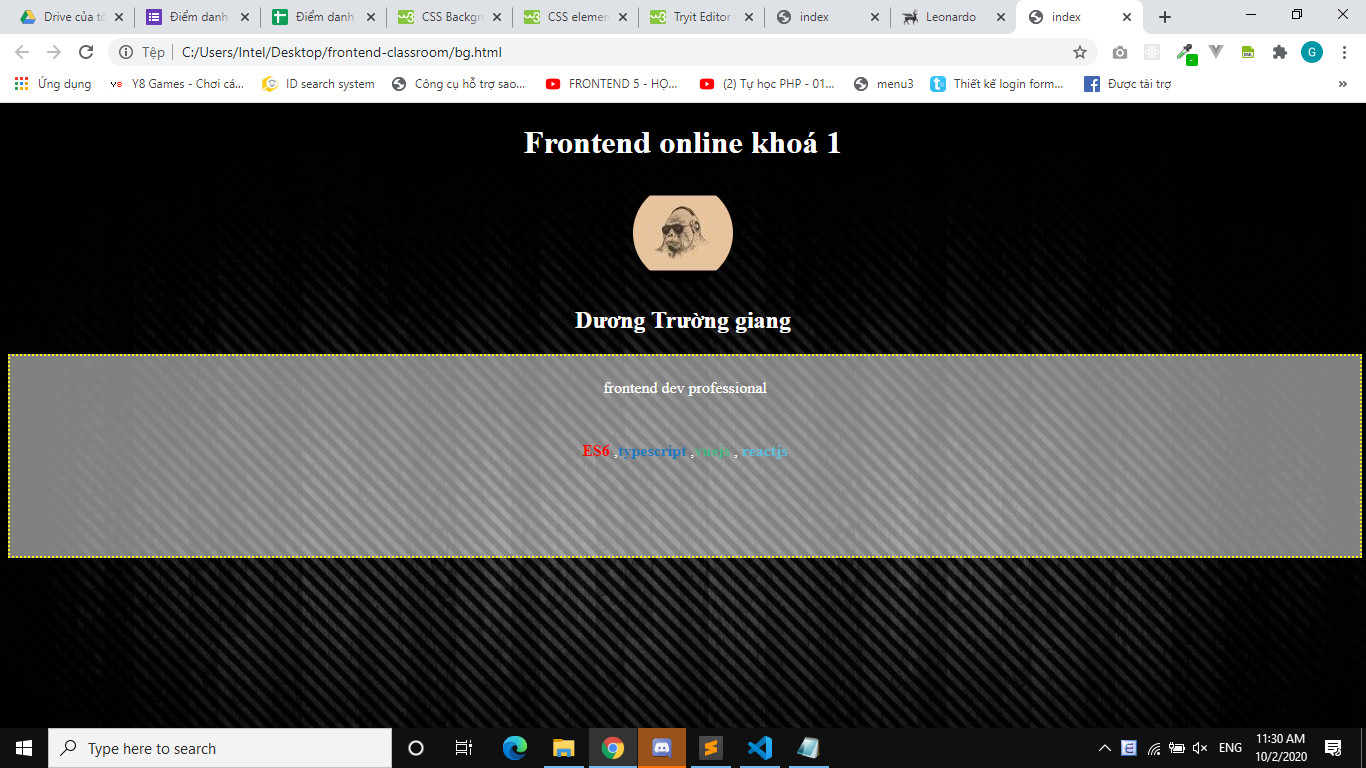 Drive của tô
Điểm danh
Điểm danh
CSS Backgr
CSS elemen
Tryit Editor
index
Leonardo
index
Tệp
C:/Users/Intel/Desktop/frontend-classroom/bg.html
G
Ứng dụng
Y8 Games - Chơi cá...
ID search system
Công cụ hỗ trợ sao...
FRONTEND 5 - HỌ...
(2) Tự học PHP - 01...
menu3
Thiết kế login form...
Được tài trợ
»
Frontend online khoá 1
Dương Trường giang
frontend dev professional
ES6 ,typescript ,vuejs , reactjs
Type here to search
ENG
11:30 AM
10/2/2020